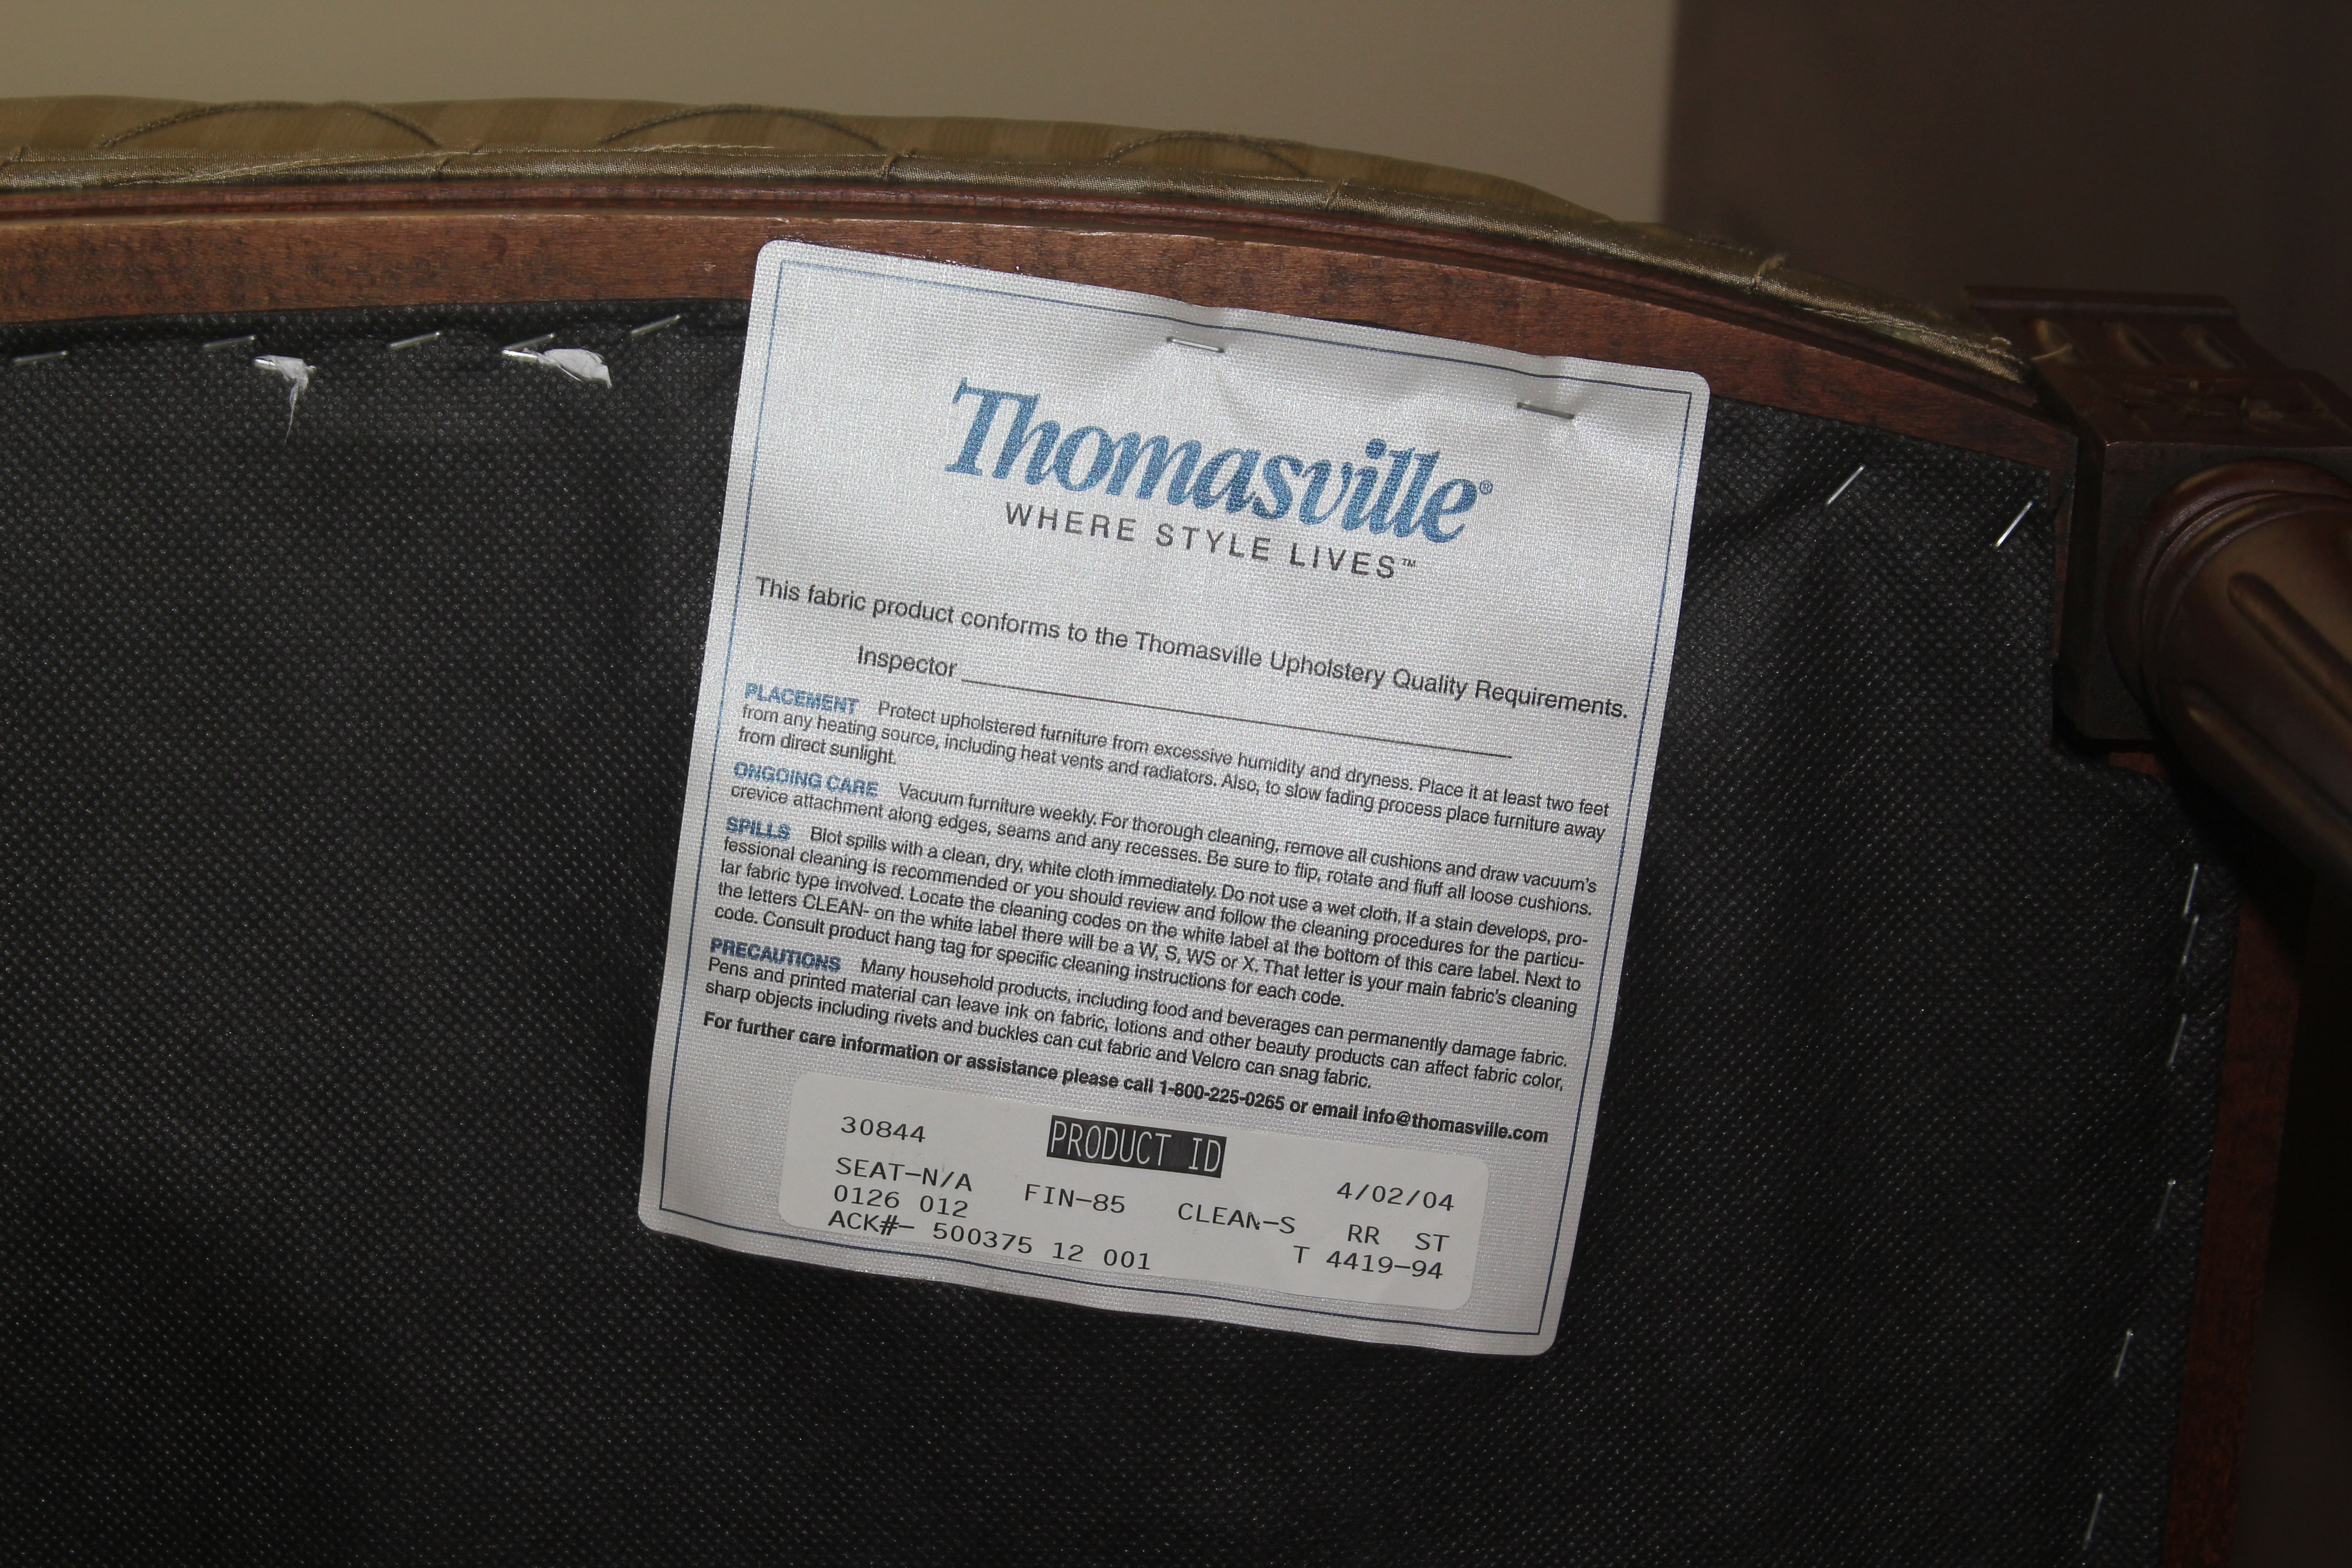 Thomasville®
WHERE STYLE LIVES™
This fabric product conforms to the Thomasville Upholstery Quality Requirements.
Inspector
PLACEMENT Protect upholstered furniture from excessive humidity and dryness. Place it at least two feet
from any heating source, including heat vents and radiators. Also, to slow fading process place furniture away
from direct sunlight.
ONGOING CARE Vacuum furniture weekly. For thorough cleaning, remove all cushions and draw vacuum's
crevice attachment along edges, seams and any recesses. Be sure to flip, rotate and fluff all loose cushions.
SPILLS Blot spills with a clean, dry, white cloth immediately. Do not use a wet cloth. If a stain develops, pro-
fessional cleaning is recommended or you should review and follow the cleaning procedures for the particu-
lar fabric type involved. Locate the cleaning codes on the white label at the bottom of this care label. Next to
the letters CLEAN- on the white label there will be a W, S, WS or X. That letter is your main fabric's cleaning
code. Consult product hang tag for specific cleaning instructions for each code.
PRECAUTIONS Many household products, including food and beverages can permanently damage fabric.
Pens and printed material can leave ink on fabric, lotions and other beauty products can affect fabric color,
sharp objects including rivets and buckles can cut fabric and Velcro can snag fabric.
For further care information or assistance please call 1-800-225-0265 or email info@thomasville.com
30844 PRODUCT ID 4/02/04
SEAT-N/A FIN-85 CLEAN-S RR ST
0126 012 T 4419-94
ACK#- 500375 12 001